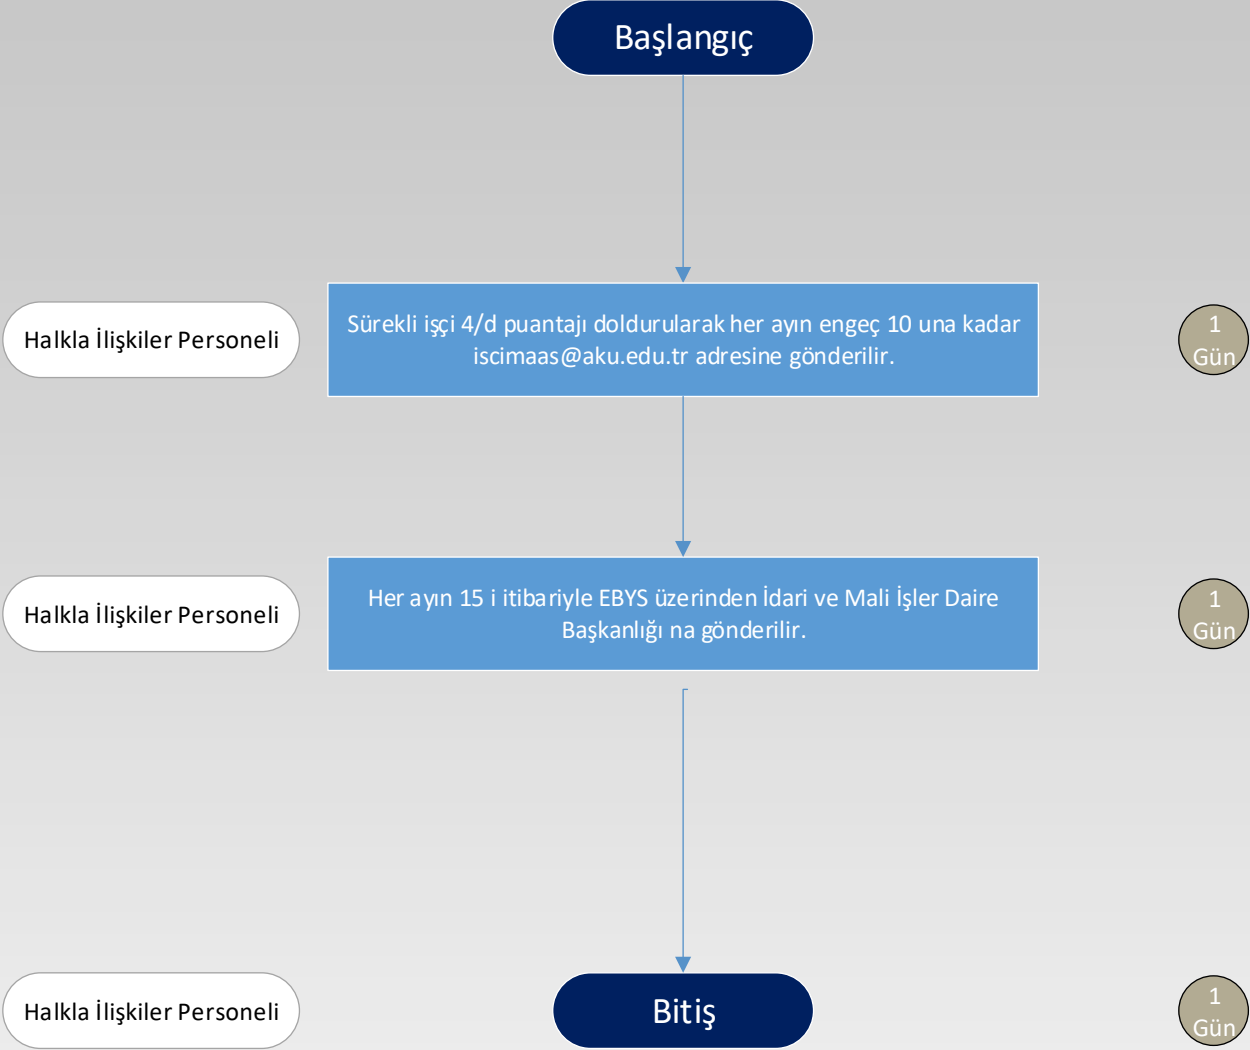 Başlangıç
Halkla İlişkiler Personeli
Sürekli işçi 4/d puantajı doldurularak her ayın engeç 10 una kadar
iscimaas@aku.edu.tr adresine gönderilir.
1
Gün
Halkla İlişkiler Personeli
Her ayın 15 i itibariyle EBYS üzerinden İdari ve Mali İşler Daire
Başkanlığı na gönderilir.
1
Gün
Halkla İlişkiler Personeli
Bitiş
1
Gün